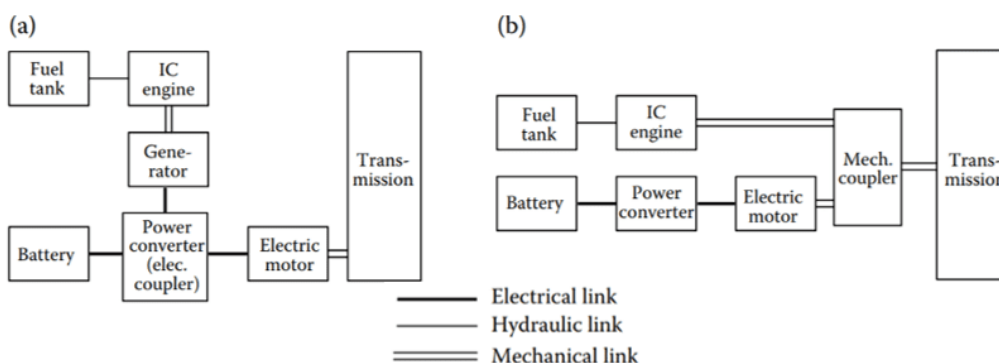 (a)
Fuel
tank
IC
engine
Gene-
rator
Battery
Power
converter
(elec.
coupler)
Electric
motor
Trans-
mission
(b)
Fuel
tank
IC
engine
Battery
Power
converter
Electric
motor
Mech.
coupler
Trans-
mission
Electrical link
Hydraulic link
Mechanical link